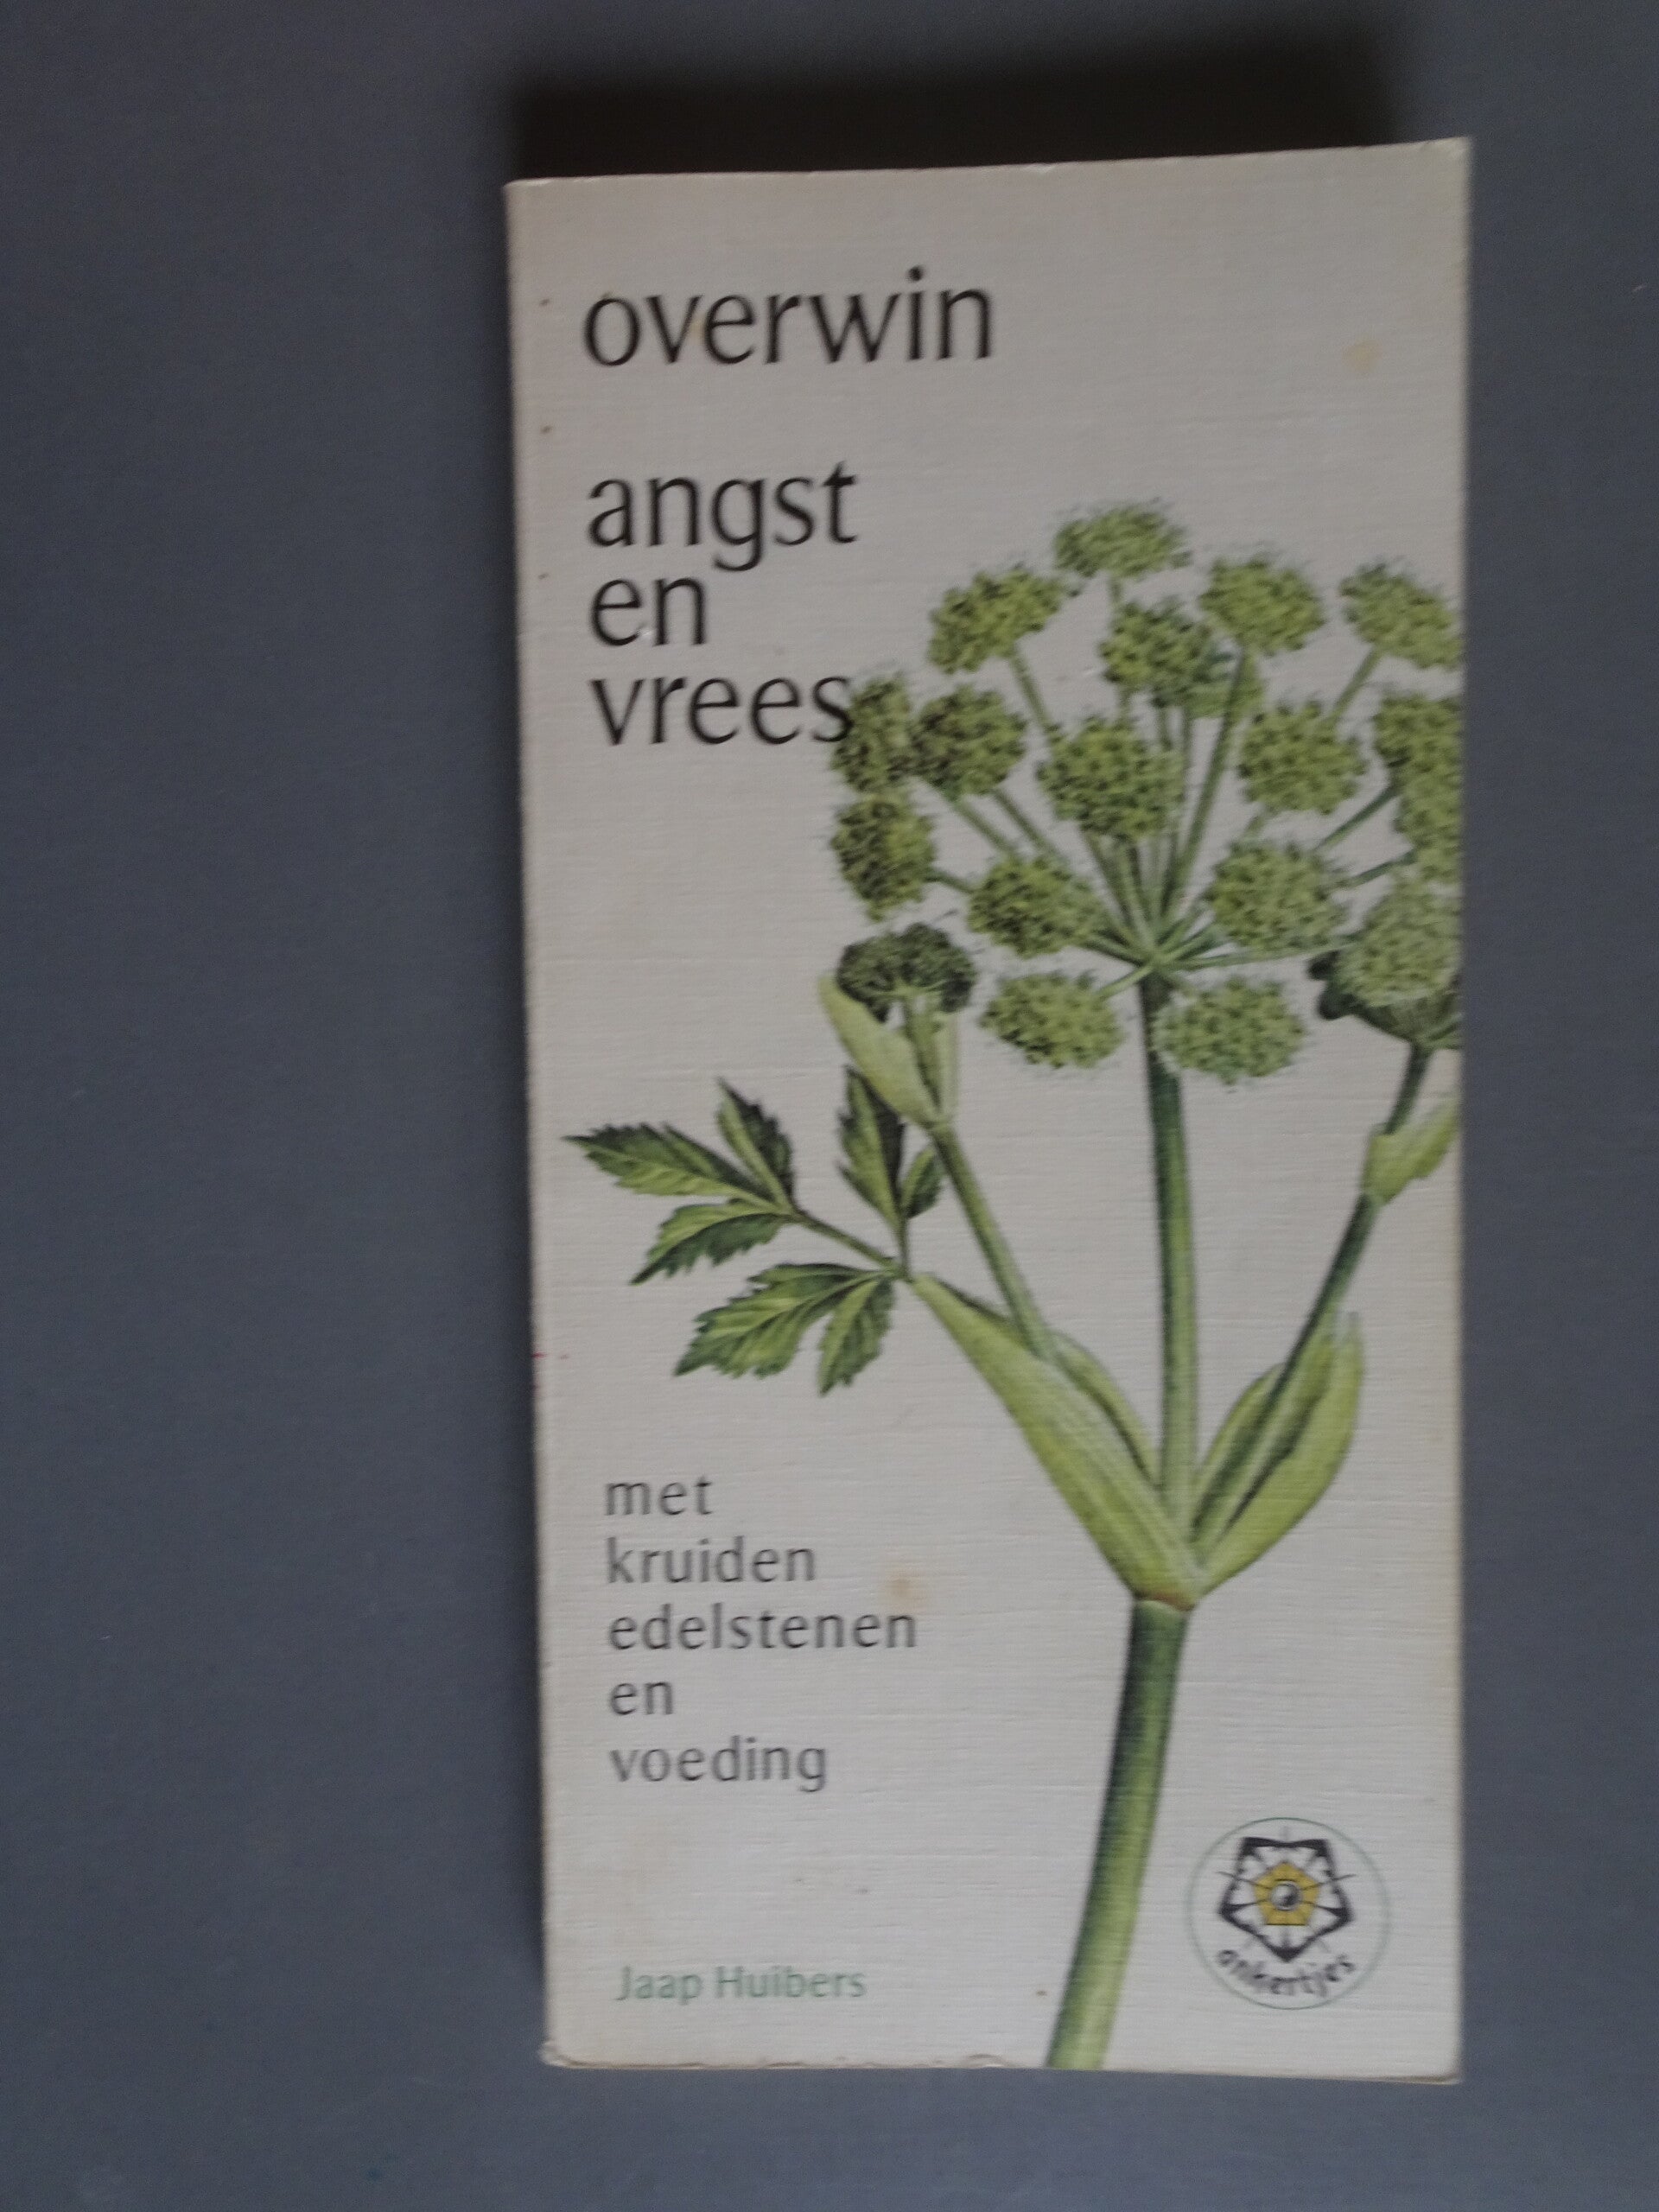 overwin
angst
en
vrees
met
kruiden
edelstenen
en
voeding
Jaap Huibers
ankertjes